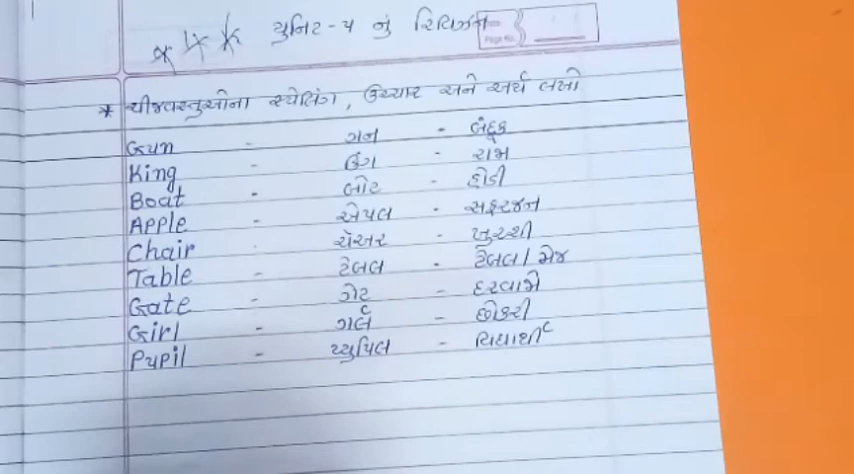 *** યુનિટ-૫ નું રિવિઝન
* ચીજવસ્તુઓના સ્પેલિંગ, ઉચ્ચાર અને અર્થ લખો
Gun - ગન - બંદૂક
King - કિંગ - રાજા
Boat - બોટ - હોડી
Apple - એપલ - સફરજન
Chair - ચેઅર - ખુરશી
Table - ટેબલ - ટેબલ / મેજ
Gate - ગેટ - દરવાજો
Girl - ગર્લ - છોકરી
Pupil - પ્યુપિલ - વિદ્યાર્થી